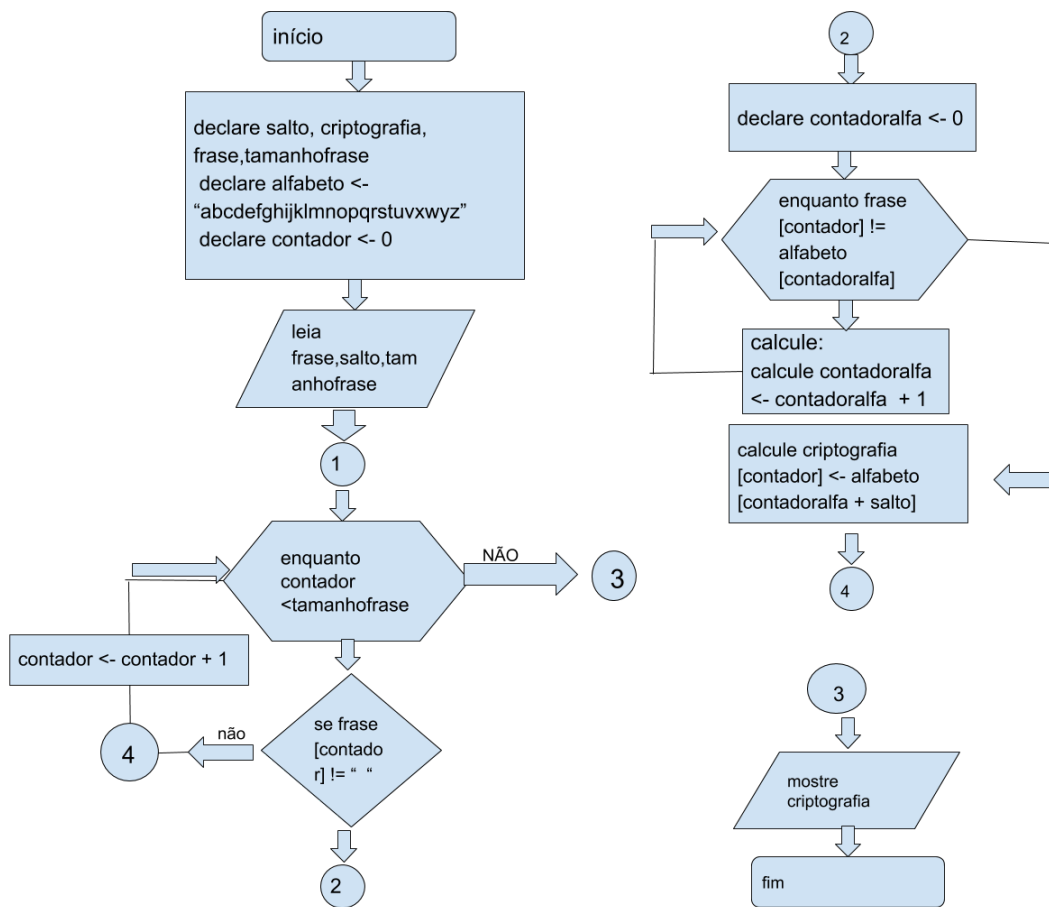 início
declare salto, criptografia,
frase,tamanhofrase
declare alfabeto <-
“abcdefghijklmnopqrstuvxwyz”
declare contador <- 0
leia
frase,salto,tam
anhofrase
1
enquanto
contador
<tamanhofrase
NÃO
3
contador <- contador + 1
4
não
se frase
[contado
r] != “ “
2
2
declare contadoralfa <- 0
enquanto frase
[contador] !=
alfabeto
[contadoralfa]
calcule:
calcule contadoralfa
<- contadoralfa + 1
calcule criptografia
[contador] <- alfabeto
[contadoralfa + salto]
4
3
mostre
criptografia
fim